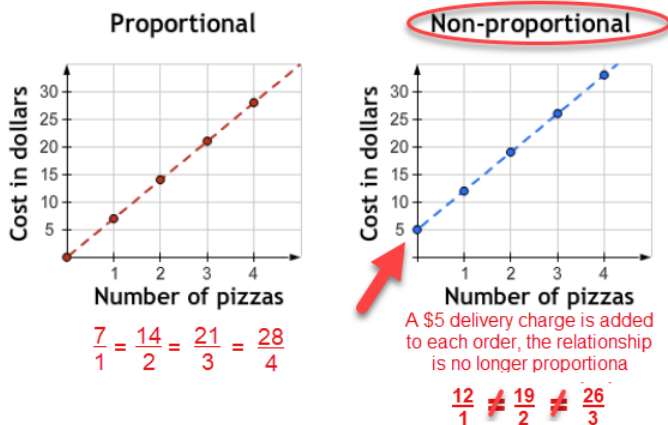 Proportional
Cost in dollars
30
25
20
15
10
5
1 2 3 4
Number of pizzas
7/1 = 14/2 = 21/3 = 28/4
Non-proportional
Cost in dollars
30
25
20
15
10
5
1 2 3 4
Number of pizzas
A $5 delivery charge is added
to each order, the relationship
is no longer proportiona
12/1 ≠ 19/2 ≠ 26/3